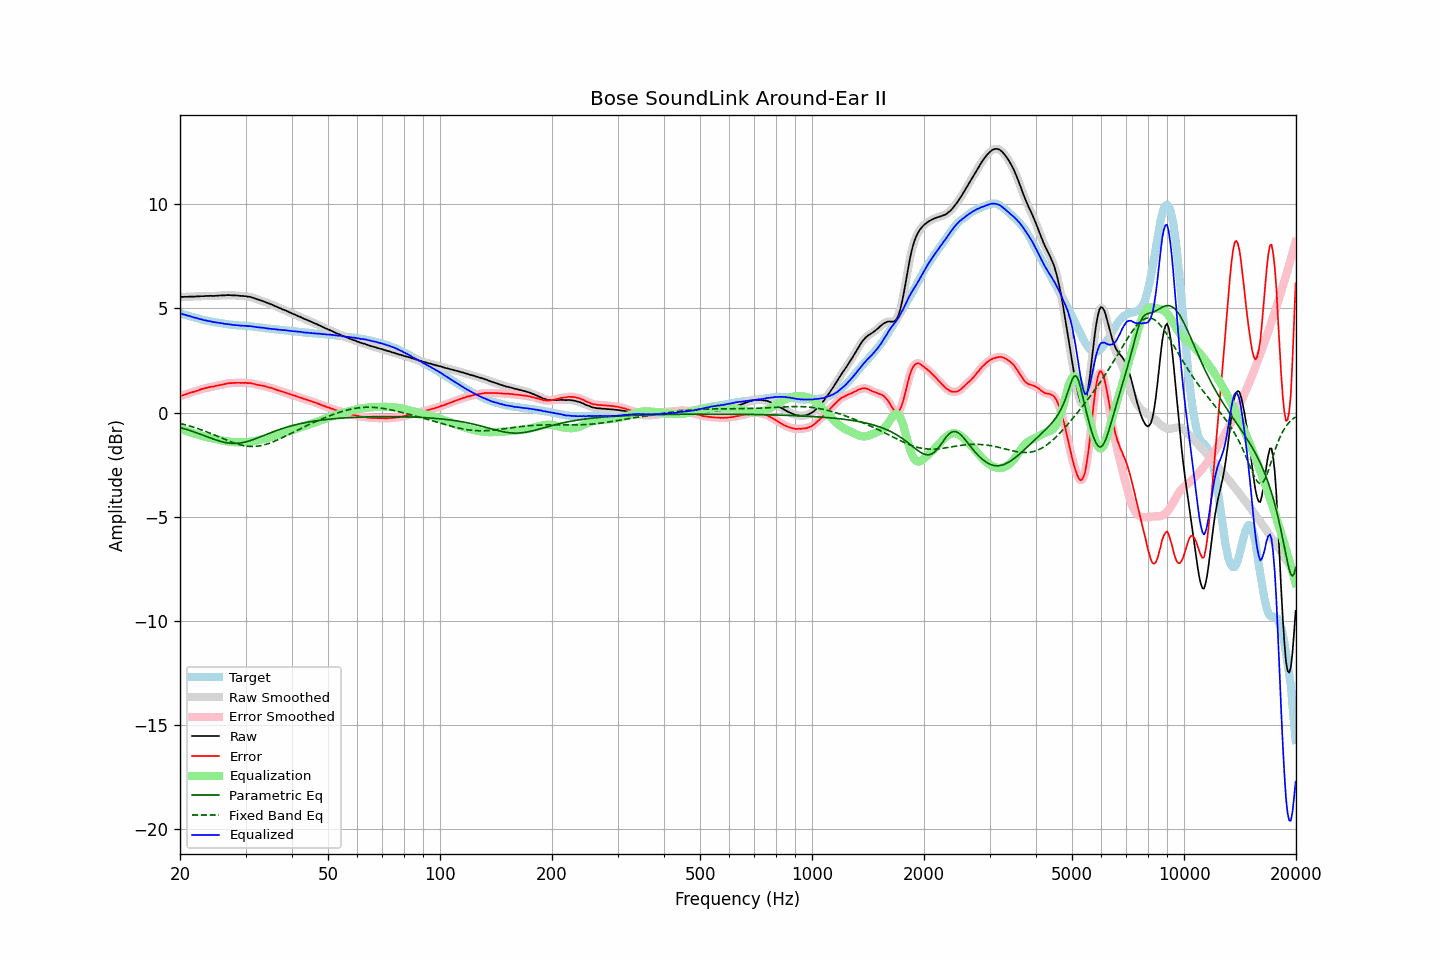 Bose SoundLink Around-Ear II
Amplitude (dBr)
10
5
0
−5
−10
−15
−20
Target
Raw Smoothed
Error Smoothed
Raw
Error
Equalization
Parametric Eq
Fixed Band Eq
Equalized
20 50 100 200 500 1000 2000 5000 10000 20000
Frequency (Hz)